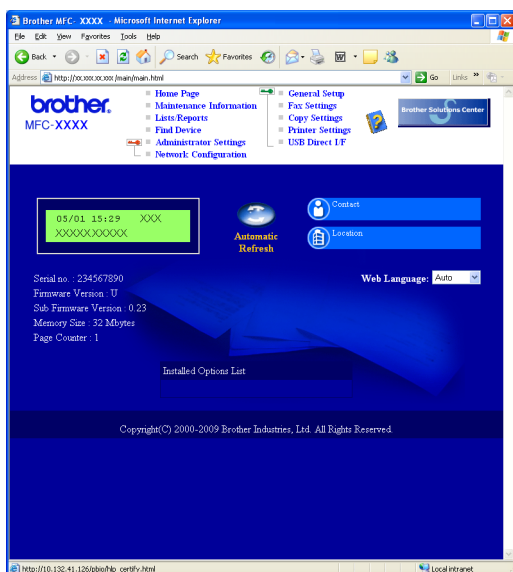 Brother MFC- XXXX - Microsoft Internet Explorer
File Edit View Favorites Tools Help
Back Search Favorites
Address http://xx.xxx.xx.xxx /main/main.html Go Links
brother.
MFC-XXXX
Home Page
Maintenance Information
Lists/Reports
Find Device
Administrator Settings
Network Configuration
General Setup
Fax Settings
Copy Settings
Printer Settings
USB Direct I/F
Brother Solutions Center
05/01 15:29 XXX
XXXXXXXXXX
Automatic
Refresh
Contact
Location
Serial no. : 234567890
Firmware Version : U
Sub Firmware Version : 0.23
Memory Size : 32 Mbytes
Page Counter : 1
Web Language: Auto
Installed Options List
Copyright(C) 2000-2009 Brother Industries, Ltd. All Rights Reserved.
http://10.132.41.126/pbio/hlp_certify.html Local intranet